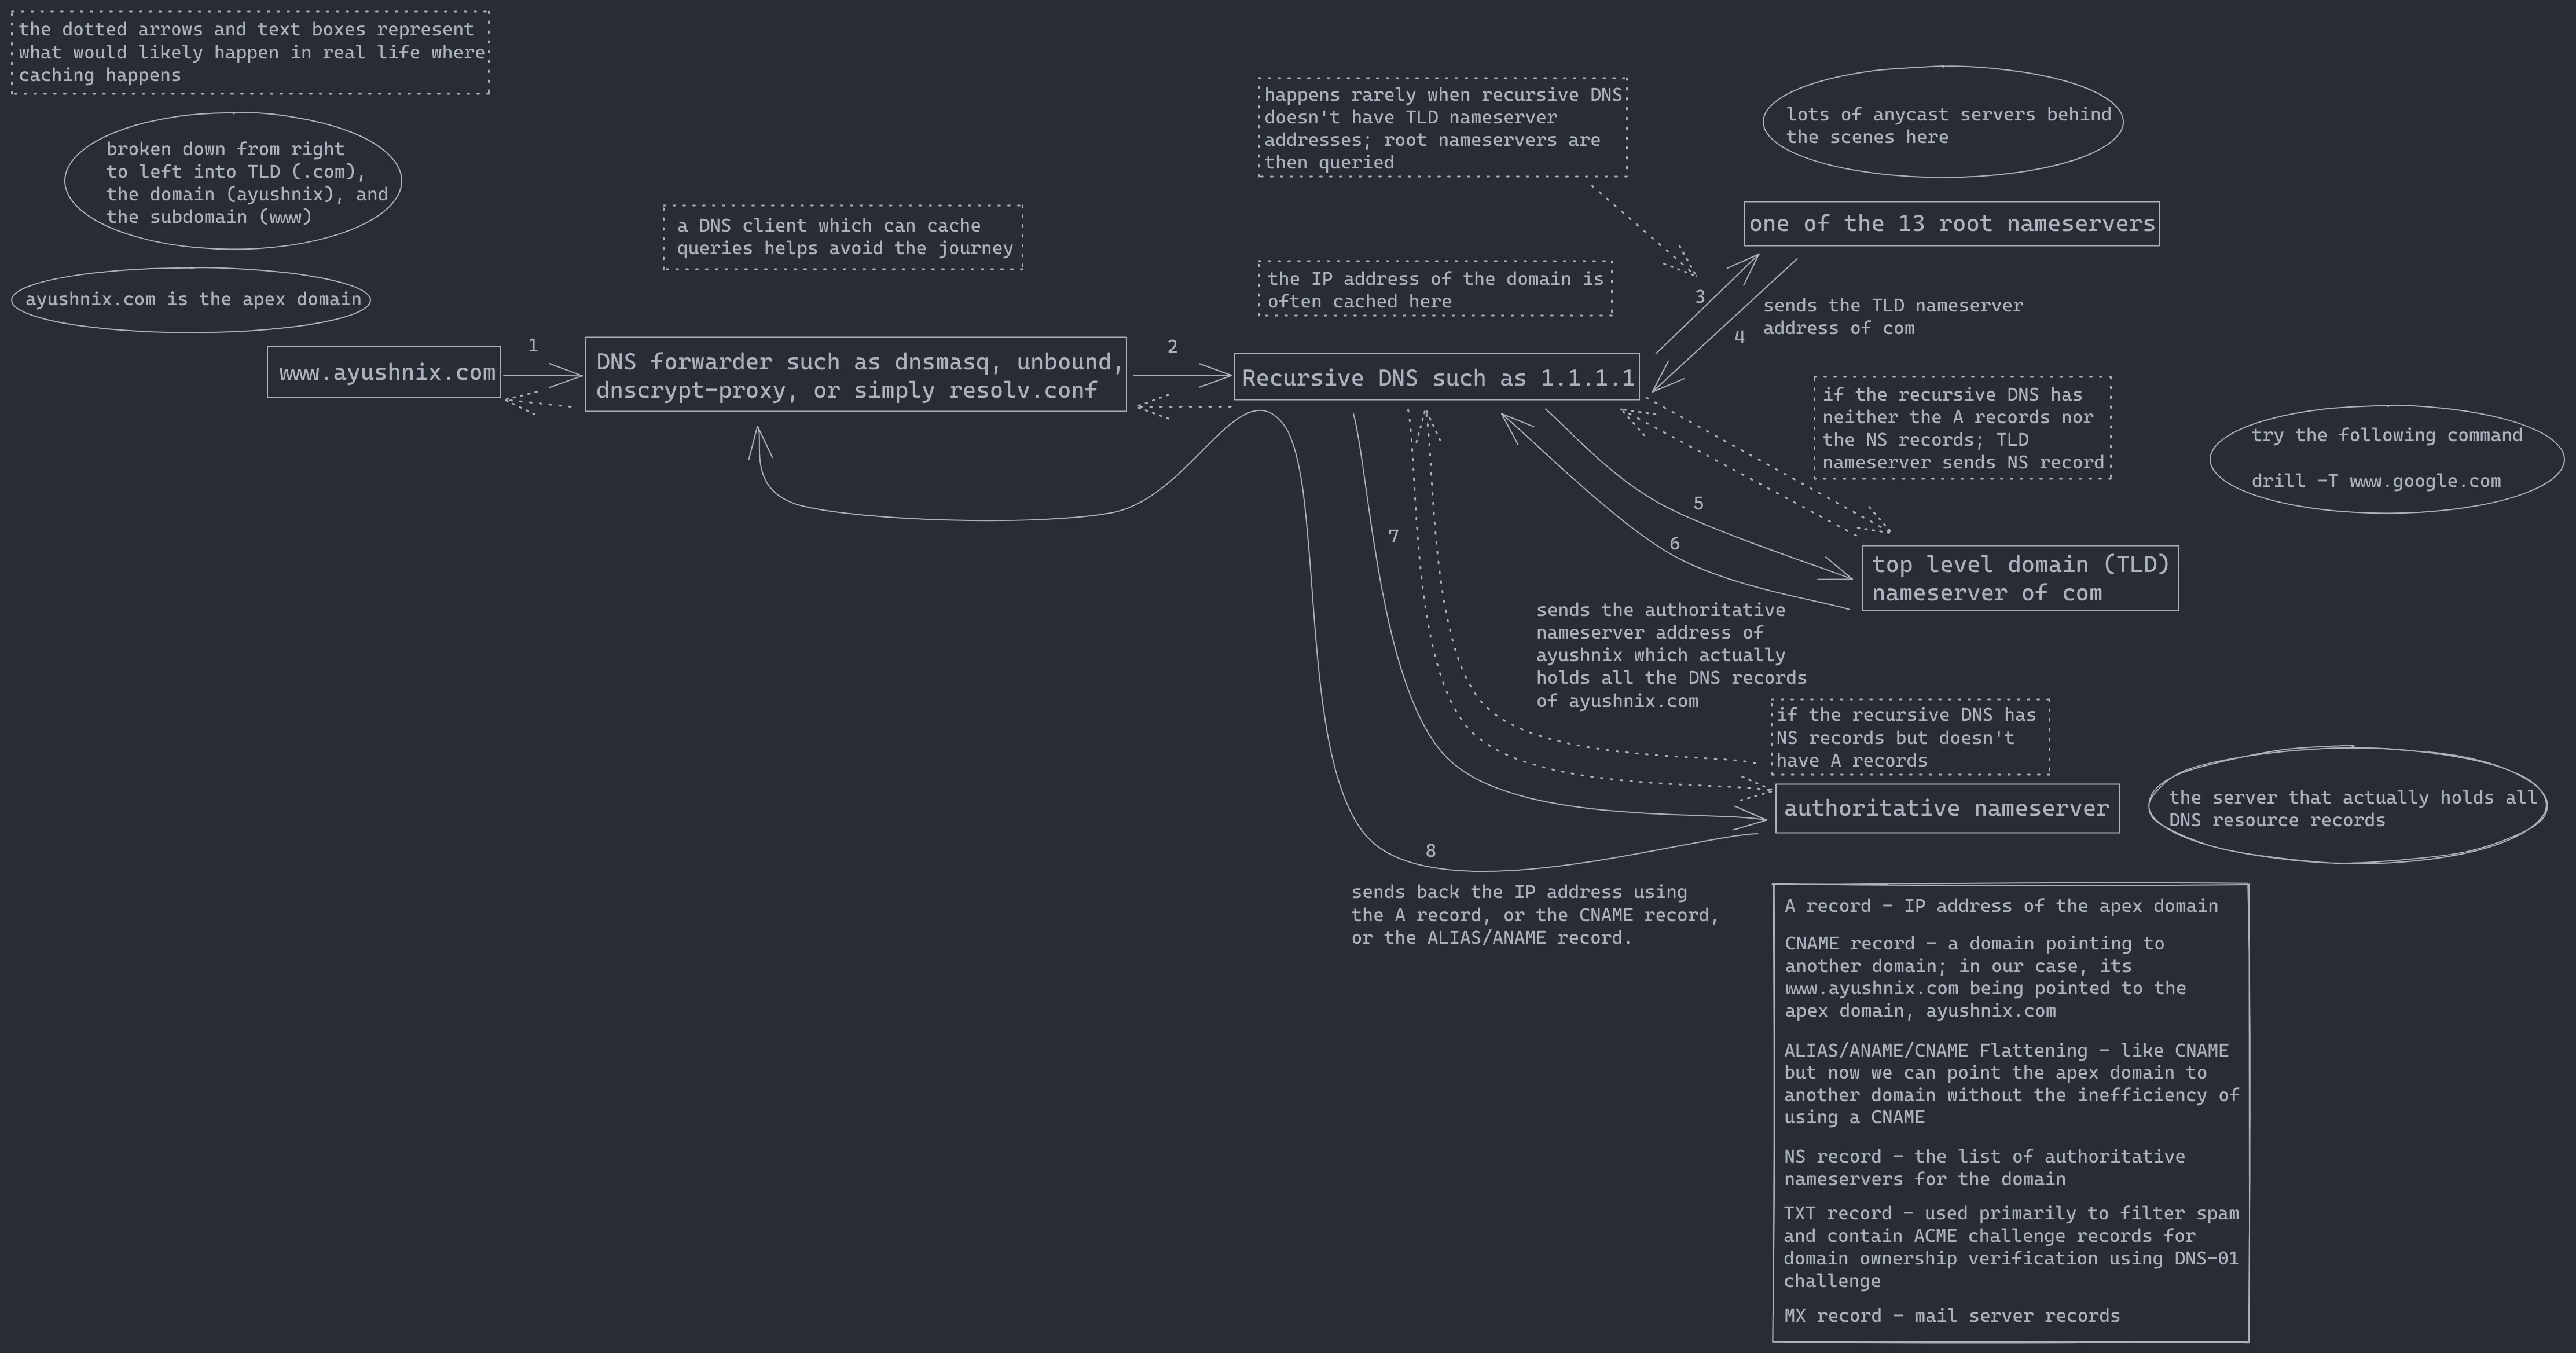 the dotted arrows and text boxes represent
what would likely happen in real life where
caching happens
broken down from right
to left into TLD (.com),
the domain (ayushnix), and
the subdomain (www)
ayushnix.com is the apex domain
www.ayushnix.com
1
a DNS client which can cache
queries helps avoid the journey
DNS forwarder such as dnsmasq, unbound,
dnscrypt-proxy, or simply resolv.conf
2
happens rarely when recursive DNS
doesn't have TLD nameserver
addresses; root nameservers are
then queried
the IP address of the domain is
often cached here
Recursive DNS such as 1.1.1.1
lots of anycast servers behind
the scenes here
one of the 13 root nameservers
3
4
sends the TLD nameserver
address of com
if the recursive DNS has
neither the A records nor
the NS records; TLD
nameserver sends NS record
try the following command
drill -T www.google.com
5
6
7
top level domain (TLD)
nameserver of com
sends the authoritative
nameserver address of
ayushnix which actually
holds all the DNS records
of ayushnix.com
if the recursive DNS has
NS records but doesn't
have A records
authoritative nameserver
the server that actually holds all
DNS resource records
8
sends back the IP address using
the A record, or the CNAME record,
or the ALIAS/ANAME record.
A record - IP address of the apex domain
CNAME record - a domain pointing to
another domain; in our case, its
www.ayushnix.com being pointed to the
apex domain, ayushnix.com
ALIAS/ANAME/CNAME Flattening - like CNAME
but now we can point the apex domain to
another domain without the inefficiency of
using a CNAME
NS record - the list of authoritative
nameservers for the domain
TXT record - used primarily to filter spam
and contain ACME challenge records for
domain ownership verification using DNS-01
challenge
MX record - mail server records